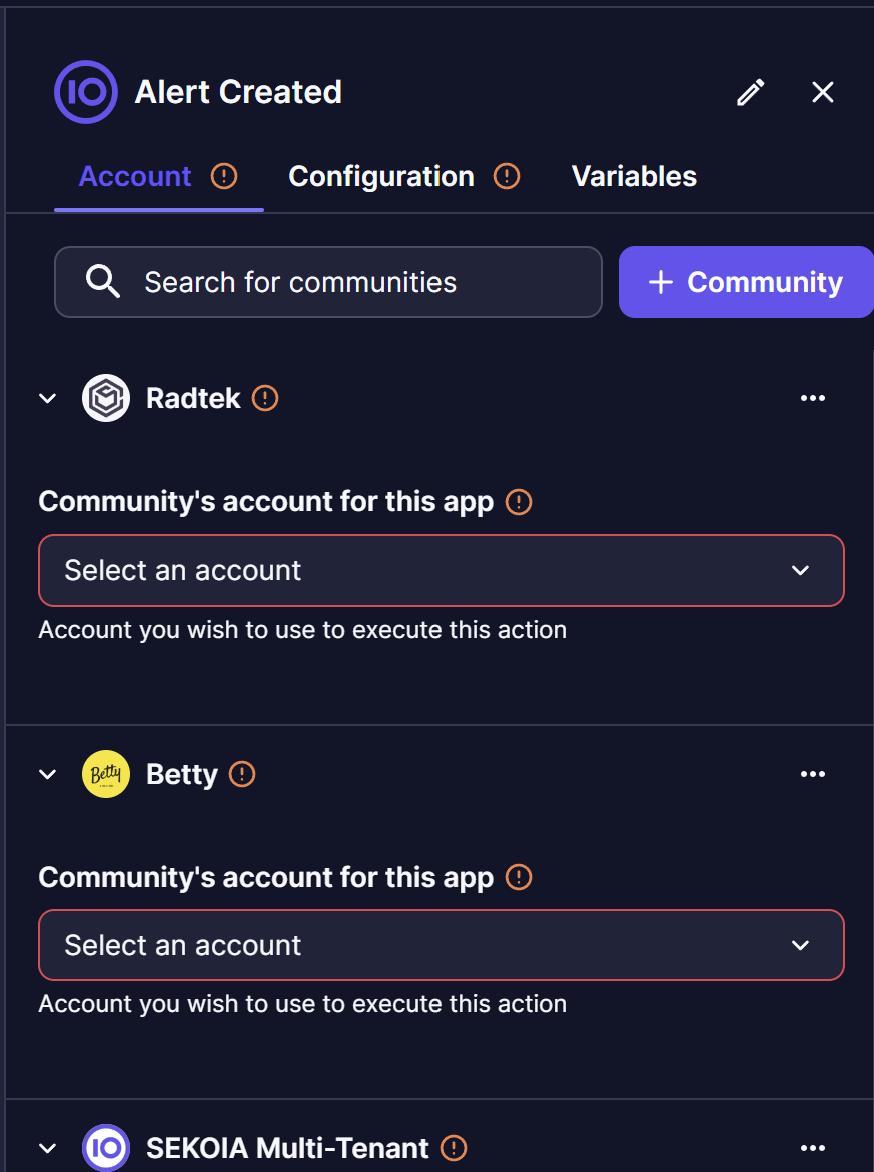 Alert Created
Account Configuration Variables
Search for communities + Community
Radtek
Community's account for this app
Select an account
Account you wish to use to execute this action
Betty Betty
Community's account for this app
Select an account
Account you wish to use to execute this action
IO SEKOIA Multi-Tenant